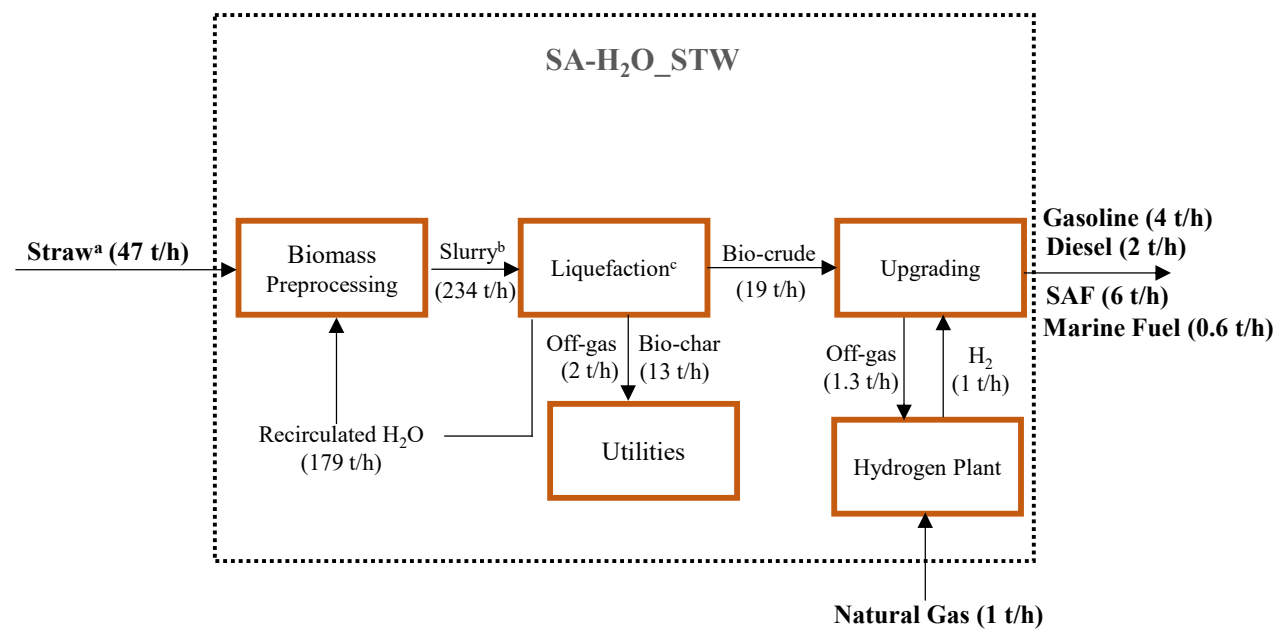 SA-H₂O_STW
Strawᵃ (47 t/h)
Biomass
Preprocessing
Slurryᵇ
(234 t/h)
Liquefactionᶜ
Bio-crude
(19 t/h)
Upgrading
Gasoline (4 t/h)
Diesel (2 t/h)
SAF (6 t/h)
Marine Fuel (0.6 t/h)
Off-gas
(2 t/h)
Bio-char
(13 t/h)
Off-gas
(1.3 t/h)
H₂
(1 t/h)
Recirculated H₂O
(179 t/h)
Utilities
Hydrogen Plant
Natural Gas (1 t/h)